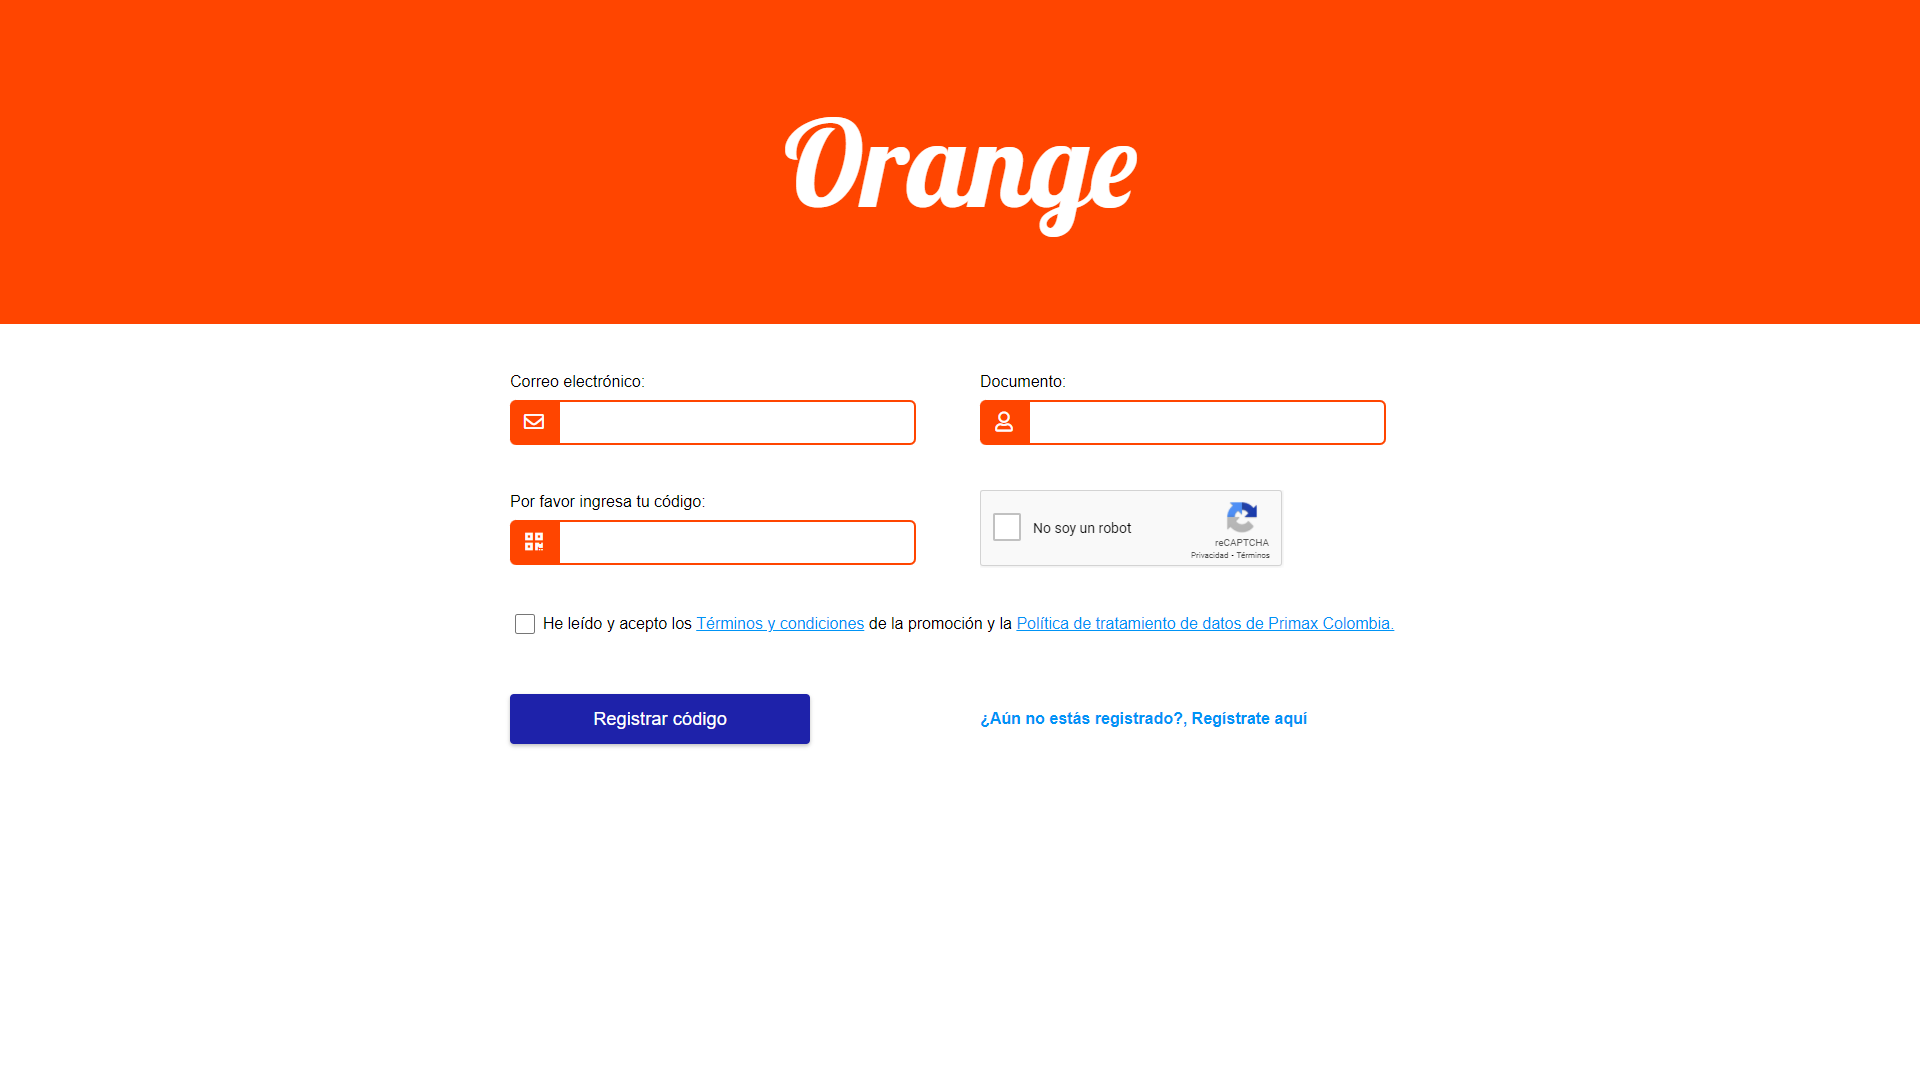 Orange
Correo electrónico:
Documento:
Por favor ingresa tu código:
No soy un robot
reCAPTCHA
Privacidad - Términos
He leído y acepto los Términos y condiciones de la promoción y la Política de tratamiento de datos de Primax Colombia.
Registrar código
¿Aún no estás registrado?, Regístrate aquí